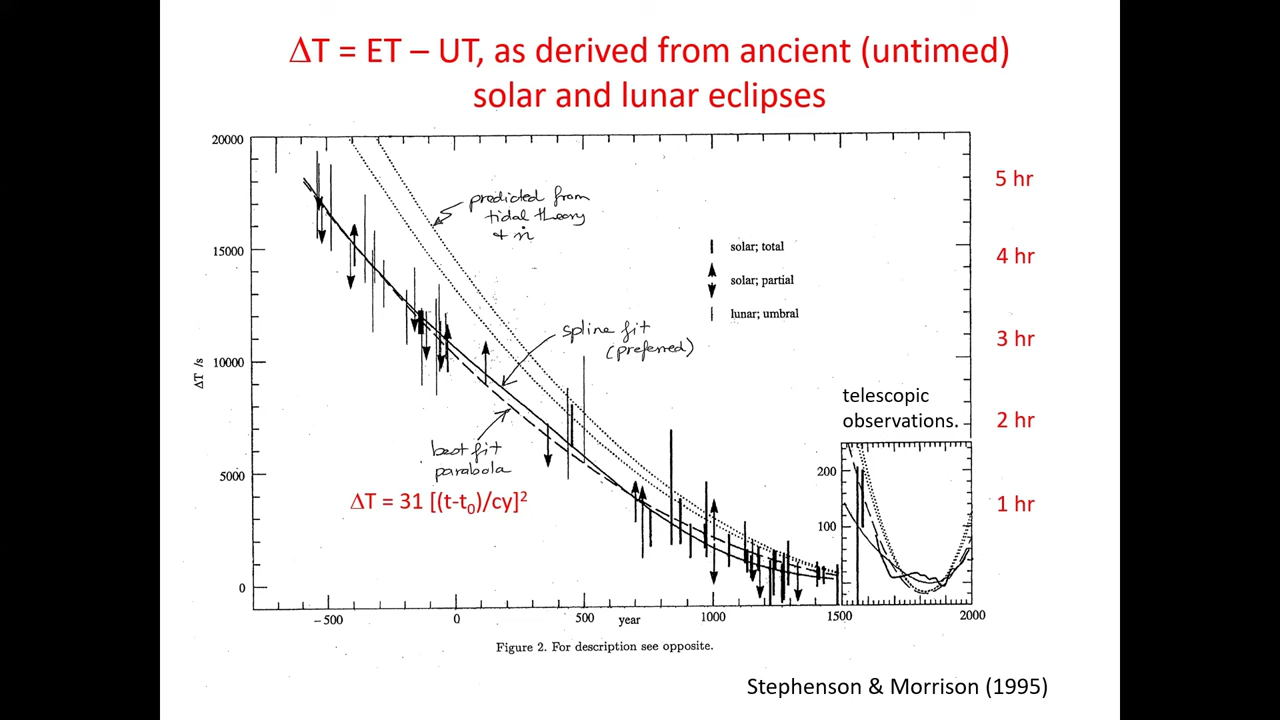 ΔT = ET – UT, as derived from ancient (untimed)
solar and lunar eclipses
20000
15000
10000
5000
0
ΔT /s
−500
0
500
1000
1500
2000
year
predicted from
tidal theory
+ ṅ
solar; total
solar; partial
lunar; umbral
spline fit
(preferred)
best fit
parabola
ΔT = 31 [(t-t₀)/cy]²
5 hr
4 hr
3 hr
2 hr
1 hr
telescopic
observations.
200
100
Figure 2. For description see opposite.
Stephenson & Morrison (1995)